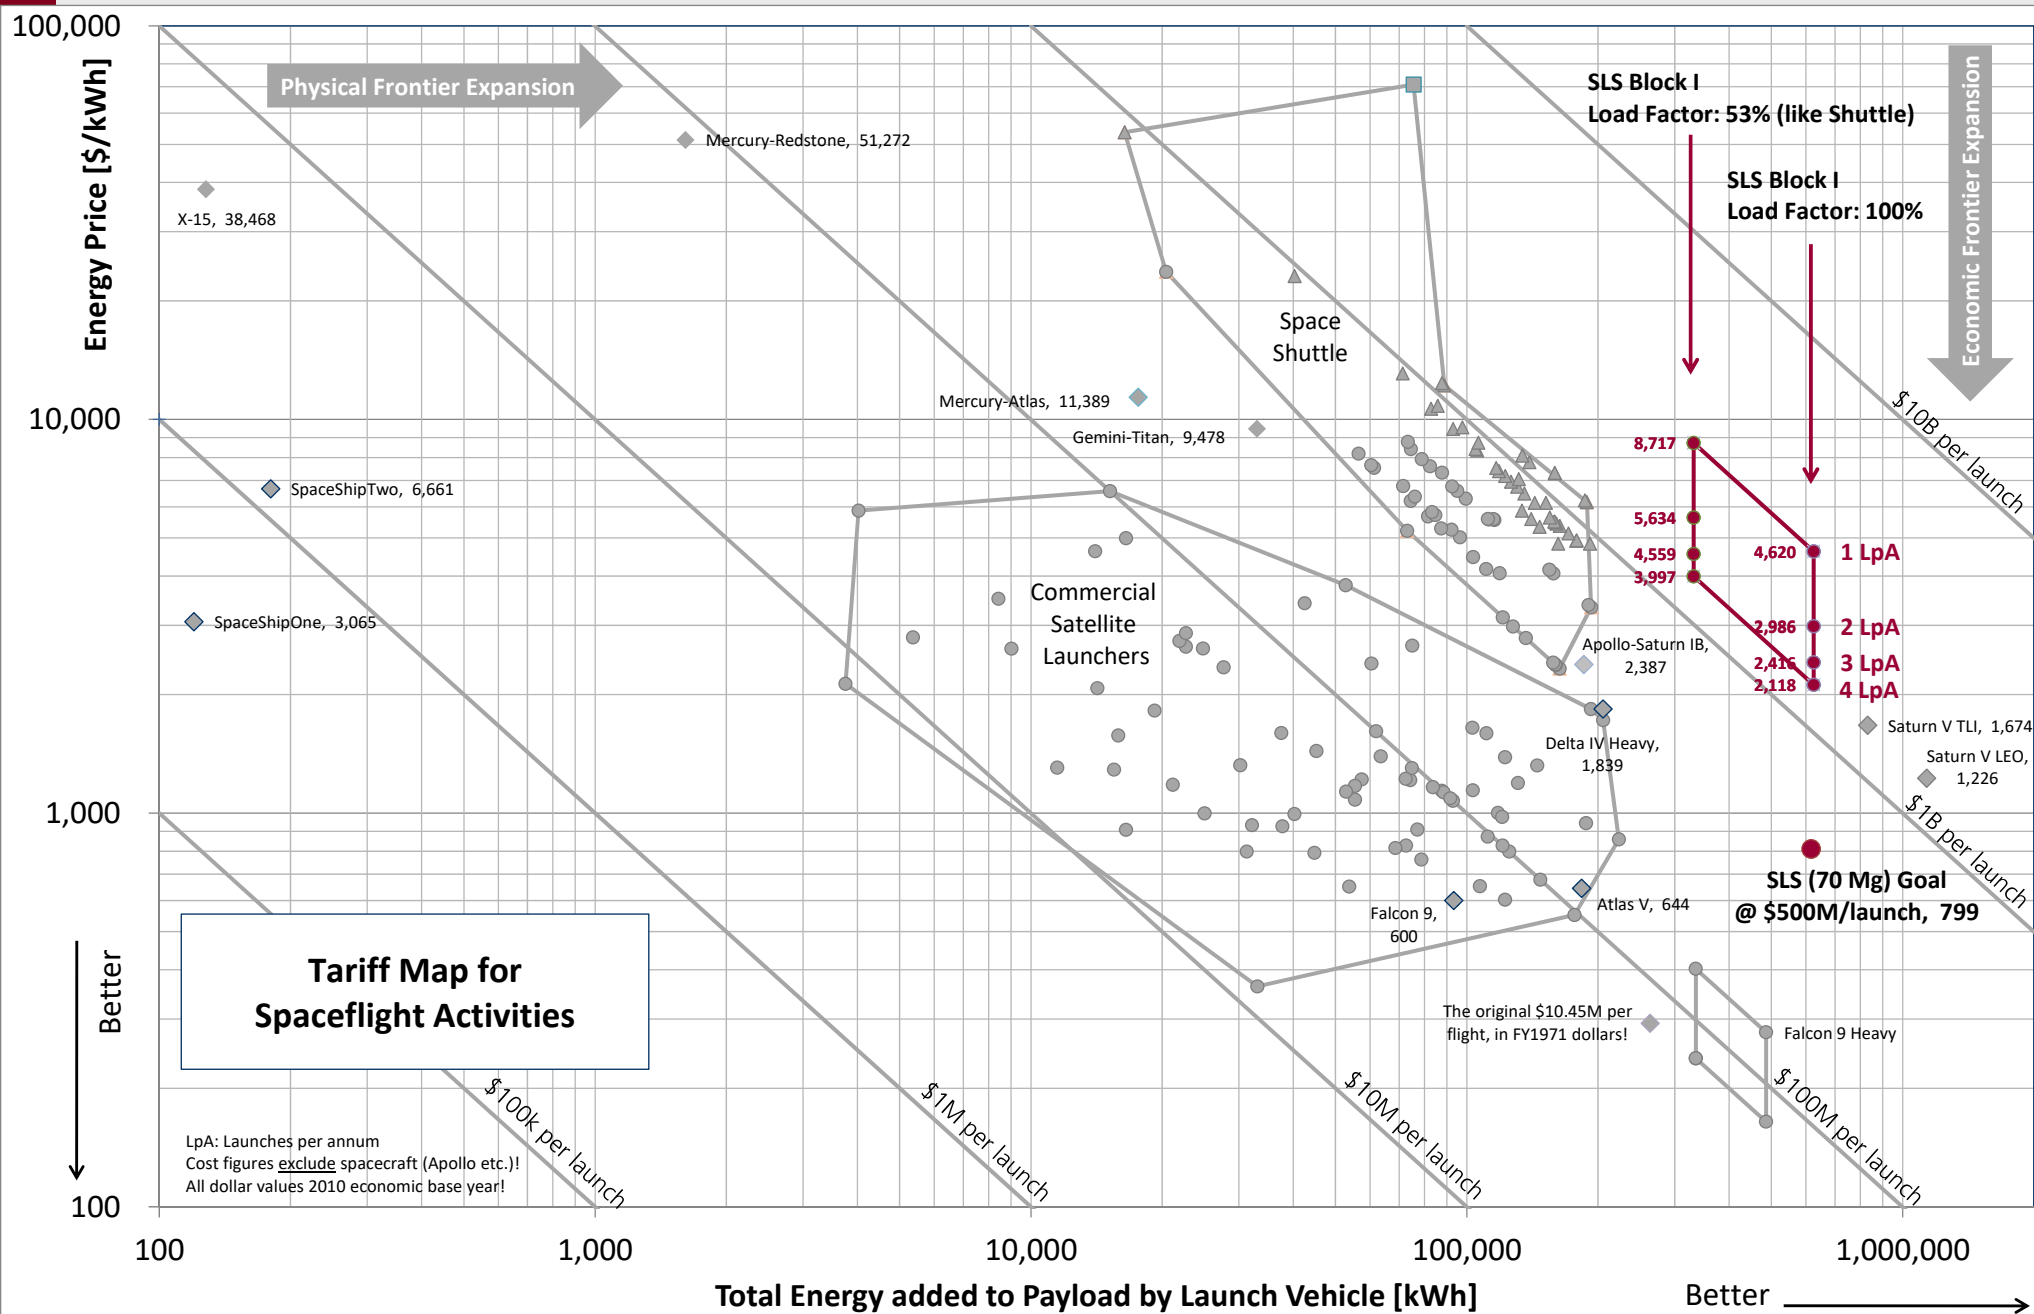 100,000
10,000
1,000
100
Energy Price [$/kWh]
Physical Frontier Expansion
Economic Frontier Expansion
Mercury-Redstone, 51,272
X-15, 38,468
SLS Block I
Load Factor: 53% (like Shuttle)
SLS Block I
Load Factor: 100%
Space
Shuttle
Mercury-Atlas, 11,389
Gemini-Titan, 9,478
SpaceShipTwo, 6,661
SpaceShipOne, 3,065
Commercial
Satellite
Launchers
8,717
5,634
4,559
3,997
4,620
2,986
2,416
2,118
1 LpA
2 LpA
3 LpA
4 LpA
$10B per launch
Apollo-Saturn IB,
2,387
Delta IV Heavy,
1,839
Saturn V TLI, 1,674
Saturn V LEO,
1,226
$1B per launch
SLS (70 Mg) Goal
@ $500M/launch, 799
Atlas V, 644
Falcon 9,
600
The original $10.45M per
flight, in FY1971 dollars!
Falcon 9 Heavy
Tariff Map for
Spaceflight Activities
Better
$100k per launch
$1M per launch
$10M per launch
$100M per launch
LpA: Launches per annum
Cost figures exclude spacecraft (Apollo etc.)!
All dollar values 2010 economic base year!
100
1,000
10,000
100,000
1,000,000
Total Energy added to Payload by Launch Vehicle [kWh]
Better